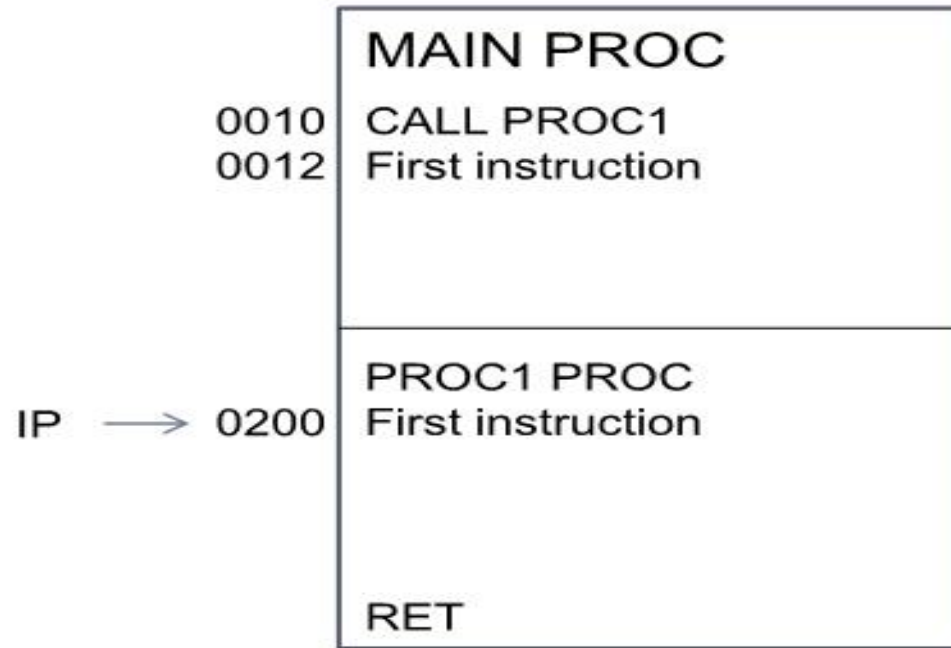 MAIN PROC
0010 CALL PROC1
0012 First instruction
PROC1 PROC
IP 0200 First instruction
RET